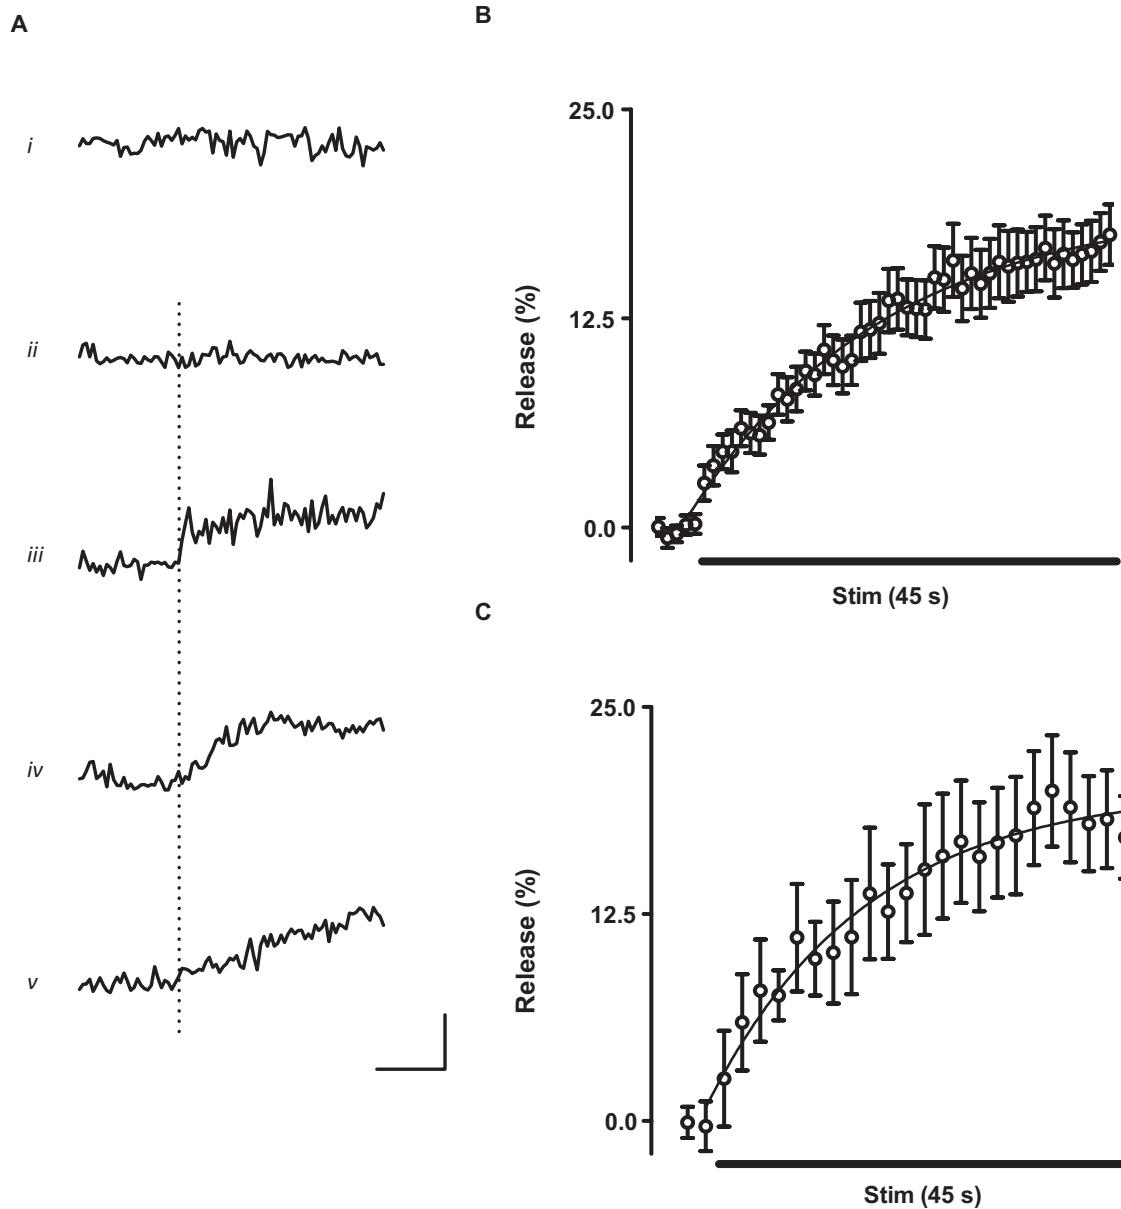 A
i
ii
iii
iv
v
B
25.0
12.5
0.0
Release (%)
Stim (45 s)
C
25.0
12.5
0.0
Release (%)
Stim (45 s)